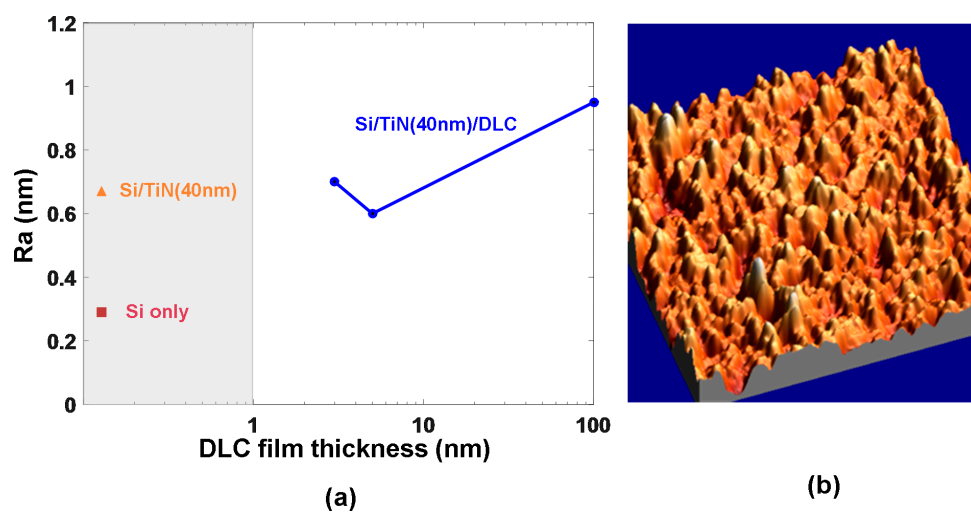 1.2
1
0.8
0.6
0.4
0.2
0
Ra (nm)
Si/TiN(40nm)/DLC
Si/TiN(40nm)
Si only
1
10
100
DLC film thickness (nm)
(a)
(b)